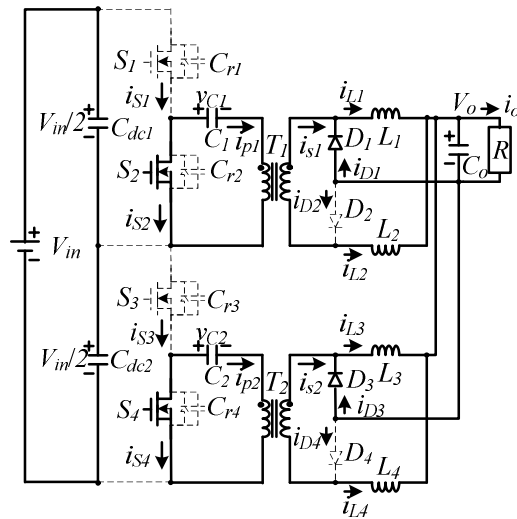 S1 Cr1
iS1 vC1 iL1 Vo io
Vin/2 Cdc1 C1 ip1 T1 is1 D1 L1 Co R
S2 Cr2 iD1
iS2 iD2 D2 L2
Vin iL2
S3 Cr3
iS3 vC2 iL3
Vin/2 Cdc2 C2 ip2 T2 is2 D3 L3
S4 Cr4 iD3
iS4 iD4 D4 L4
iL4